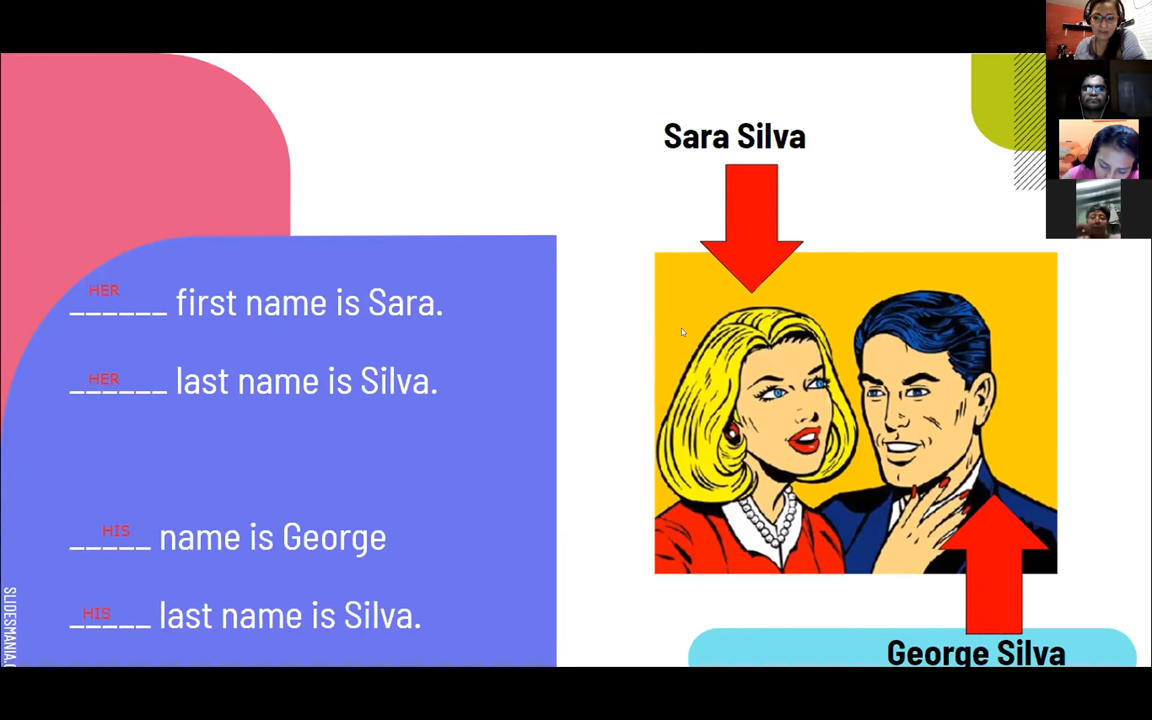 Sara Silva
HER
______ first name is Sara.
HER
______ last name is Silva.
HIS
_____ name is George
HIS
_____ last name is Silva.
George Silva
SLIDESMANIA.C